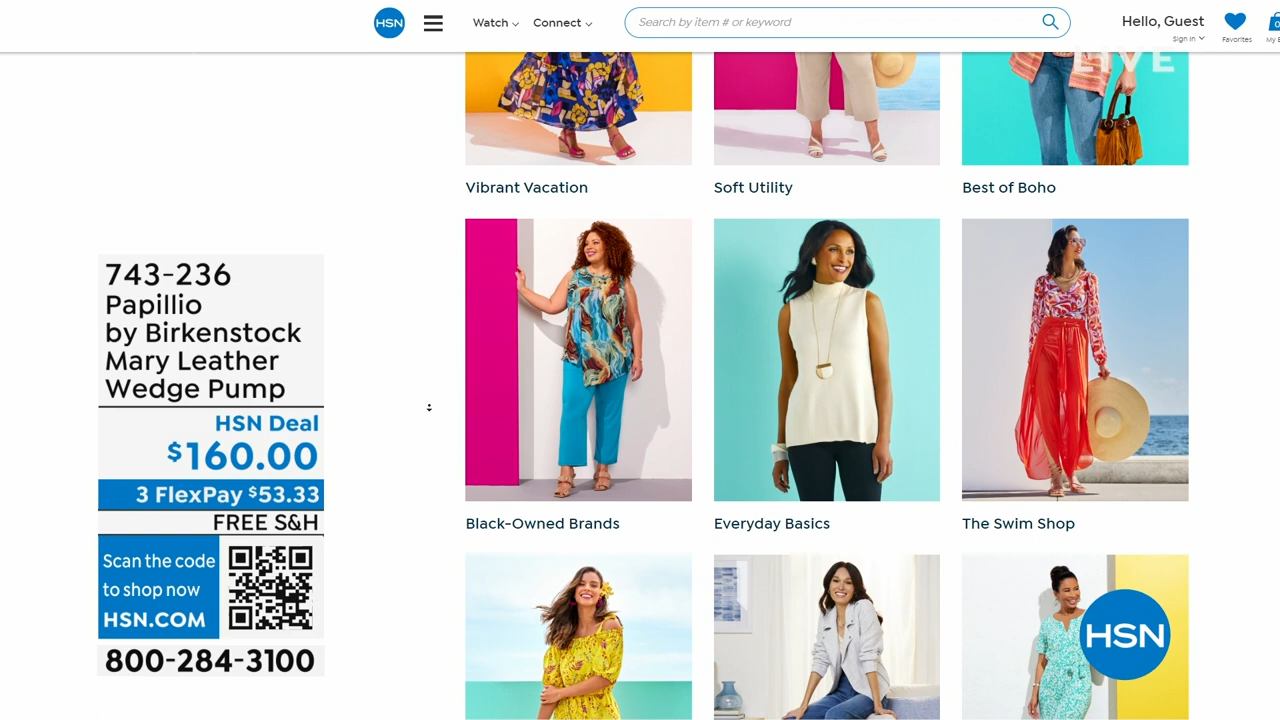 HSN
Watch
Connect
Search by item # or keyword
Hello, Guest
Sign In
Favorites
0
LIVE
Vibrant Vacation
Soft Utility
Best of Boho
743-236
Papillio
by Birkenstock
Mary Leather
Wedge Pump
HSN Deal
$160.00
3 FlexPay $53.33
FREE S&H
Scan the code
to shop now
HSN.COM
800-284-3100
Black-Owned Brands
Everyday Basics
The Swim Shop
HSN